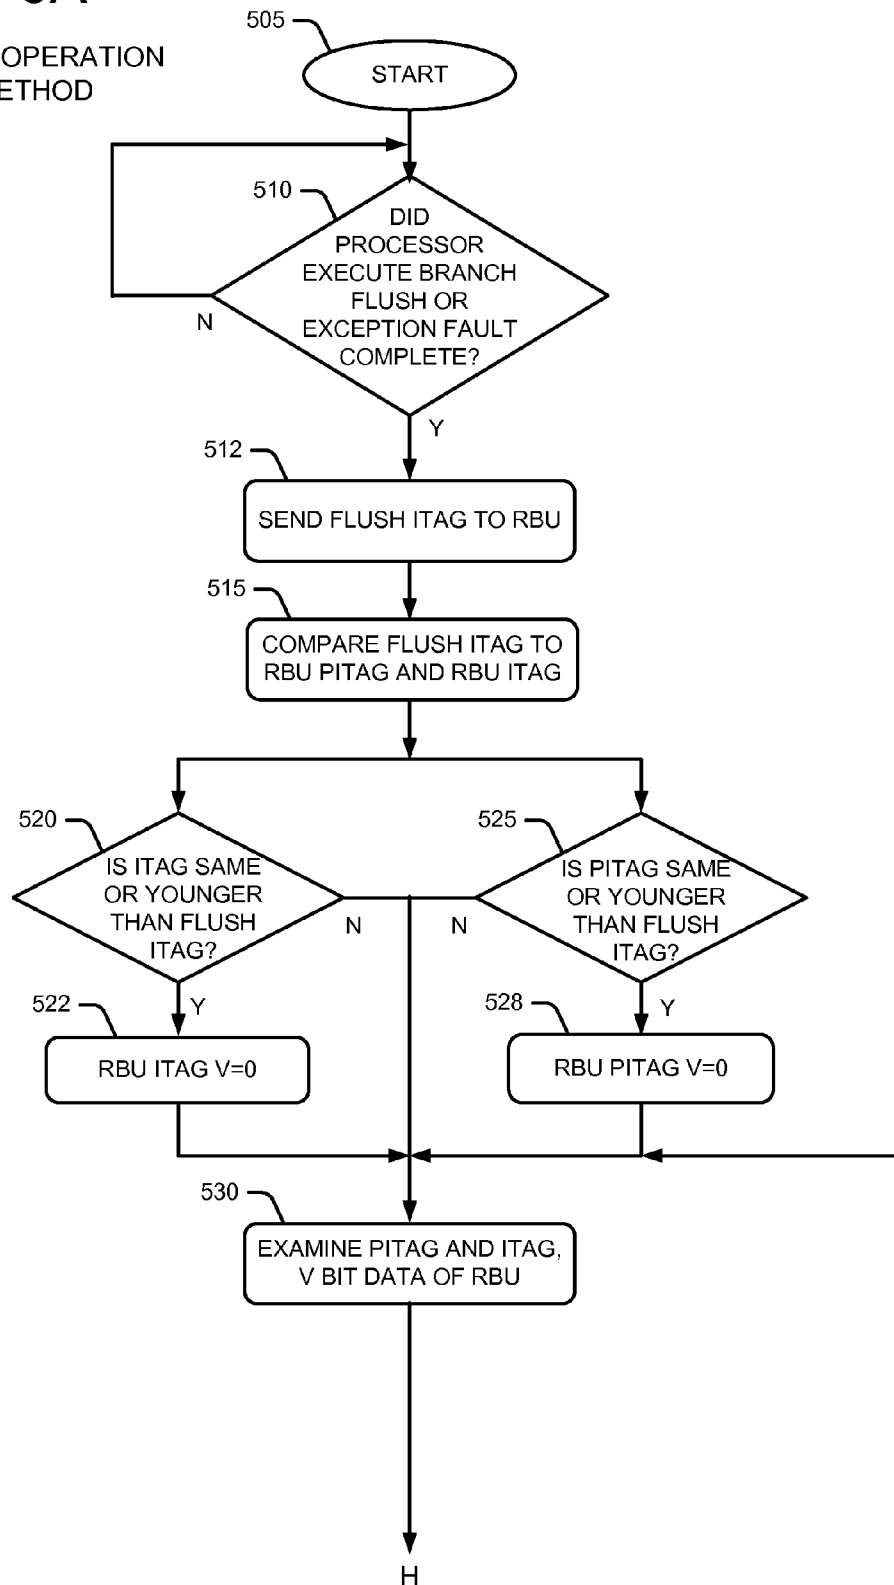 505
OPERATION
START
510
DID
PROCESSOR
EXECUTE BRANCH
FLUSH OR
EXCEPTION FAULT
COMPLETE?
N
Y
512
SEND FLUSH ITAG TO RBU
515
COMPARE FLUSH ITAG TO
RBU PITAG AND RBU ITAG
520
IS ITAG SAME
OR YOUNGER
THAN FLUSH
ITAG?
N
Y
525
IS PITAG SAME
OR YOUNGER
THAN FLUSH
ITAG?
N
Y
522
RBU ITAG V=0
528
RBU PITAG V=0
530
EXAMINE PITAG AND ITAG,
V BIT DATA OF RBU
H